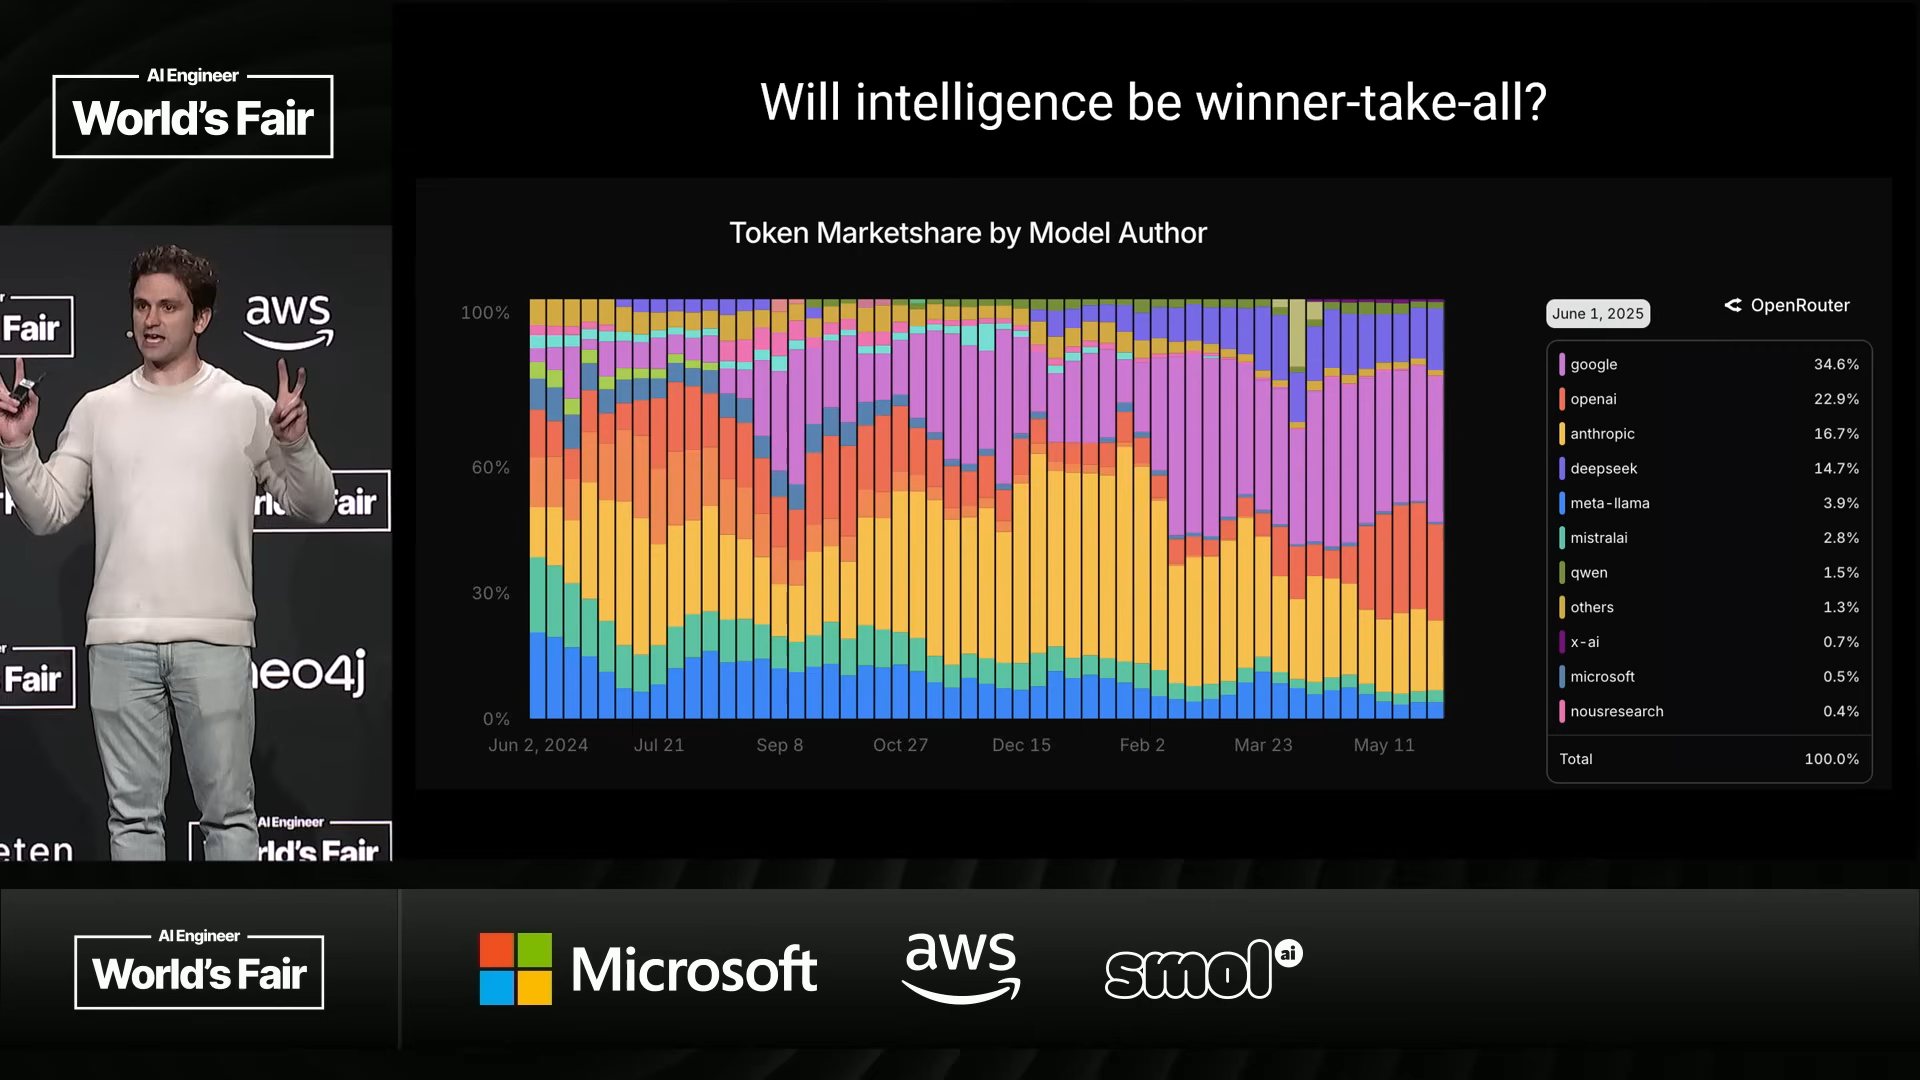 AI Engineer
World's Fair
Will intelligence be winner-take-all?
Token Marketshare by Model Author
100%
60%
30%
0%
Jun 2, 2024
Jul 21
Sep 8
Oct 27
Dec 15
Feb 2
Mar 23
May 11
June 1, 2025
OpenRouter
google 34.6%
openai 22.9%
anthropic 16.7%
deepseek 14.7%
meta-llama 3.9%
mistralai 2.8%
qwen 1.5%
others 1.3%
x-ai 0.7%
microsoft 0.5%
nousresearch 0.4%
Total 100.0%
Fair
aws
Fair
Fair
neo4j
AI Engineer
rld's Fair
eten
AI Engineer
World's Fair
Microsoft
aws
smol ai